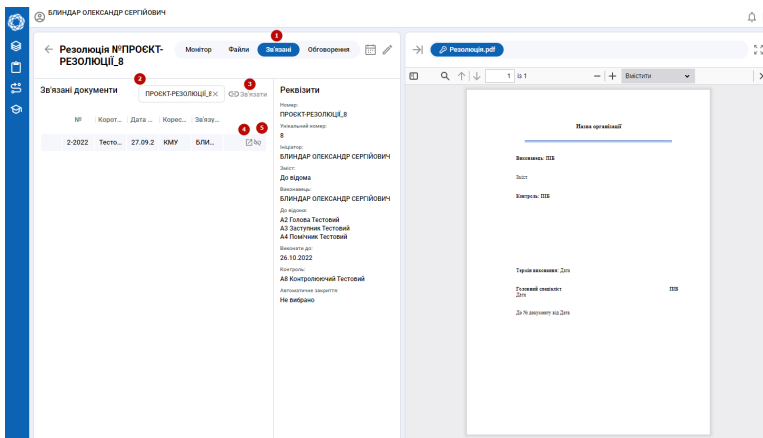 БЛИНДАР ОЛЕКСАНДР СЕРГІЙОВИЧ
1
Резолюція №ПРОЄКТ-
РЕЗОЛЮЦІЇ_8
Монітор Файли Зв'язані Обговорення
Резолюція.pdf
1 із 1
Вмістити
2 3
Зв'язані документи
ПРОЄКТ-РЕЗОЛЮЦІЇ_8
Зв'язати
№ Корот... Дата ... Корес... Зв'язу...
4 5
2-2022 Тесто... 27.09.2 КМУ БЛИ...
Реквізити
Номер:
ПРОЄКТ-РЕЗОЛЮЦІЇ_8
Унікальний номер:
8
Ініціатор:
БЛИНДАР ОЛЕКСАНДР СЕРГІЙОВИЧ
Зміст:
До відома
Виконавець:
БЛИНДАР ОЛЕКСАНДР СЕРГІЙОВИЧ
До відома:
А2 Голова Тестовий
А3 Заступник Тестовий
А4 Помічник Тестовий
Виконати до:
26.10.2022
Контроль:
А8 Контролюючий Тестовий
Автоматичне закриття:
Не вибрано
Назва організації
Виконавець: ПІБ
Зміст
Контроль: ПІБ
Термін виконання: Дата
Головний спеціаліст ПІБ
Дата
До № документу від Дата